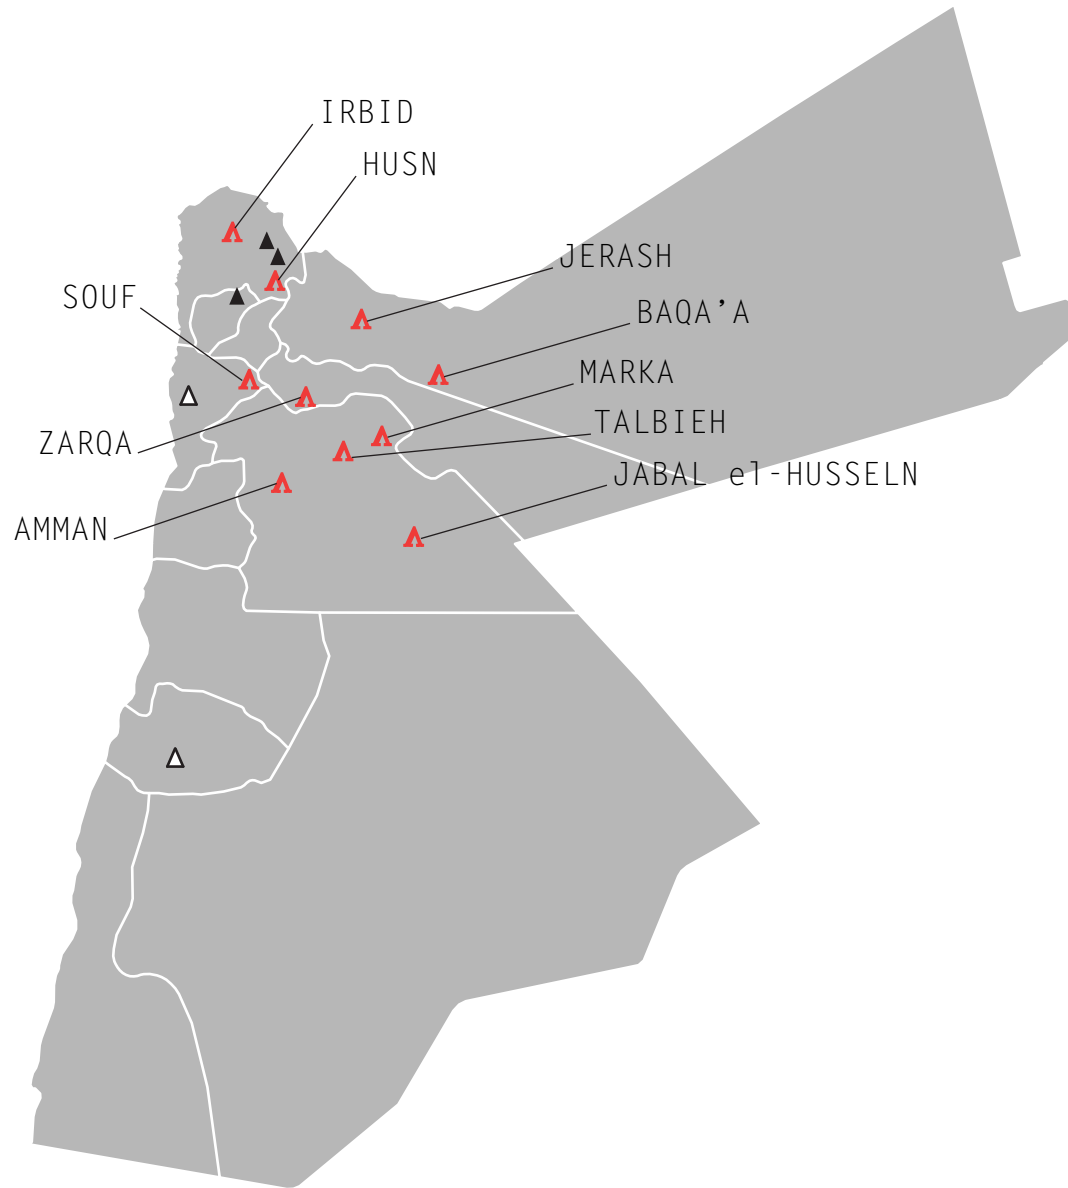 IRBID
HUSN
JERASH
SOUF
BAQA’A
MARKA
TALBIEH
ZARQA
JABAL el-HUSSELN
AMMAN